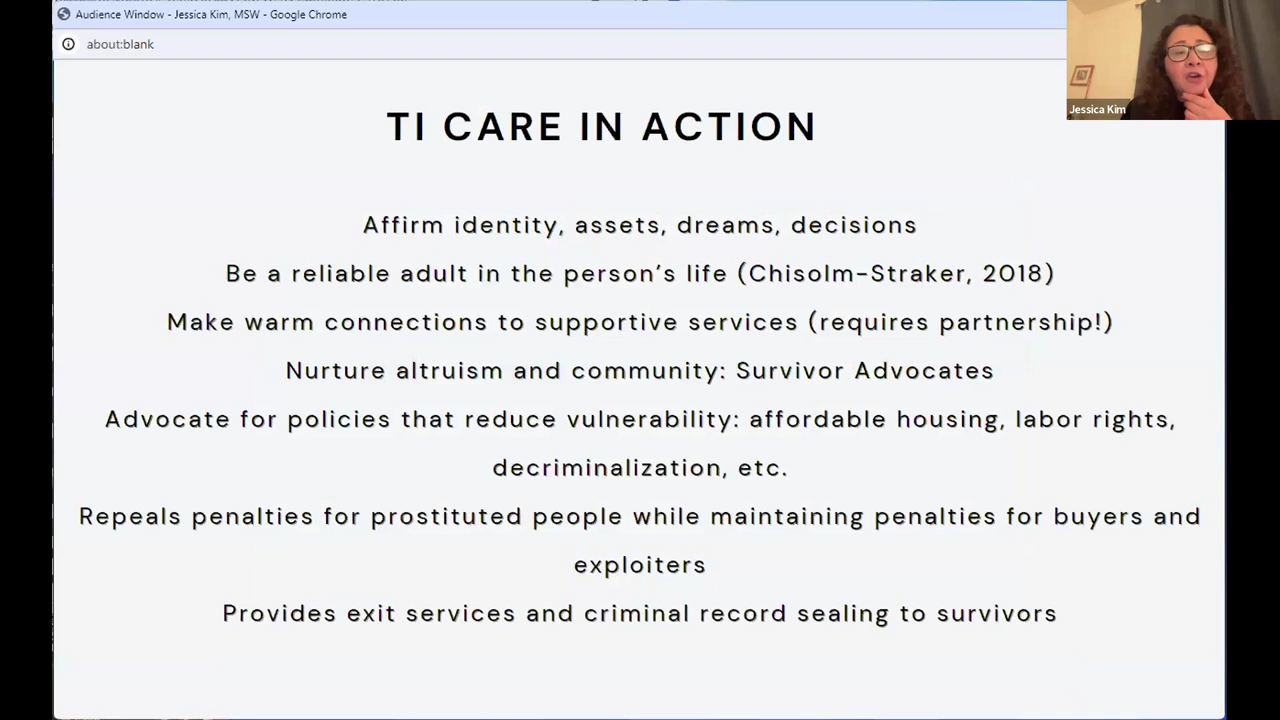 Audience Window - Jessica Kim, MSW - Google Chrome
about:blank
Jessica Kim
TI CARE IN ACTION
Affirm identity, assets, dreams, decisions
Be a reliable adult in the person's life (Chisolm-Straker, 2018)
Make warm connections to supportive services (requires partnership!)
Nurture altruism and community: Survivor Advocates
Advocate for policies that reduce vulnerability: affordable housing, labor rights,
decriminalization, etc.
Repeals penalties for prostituted people while maintaining penalties for buyers and
exploiters
Provides exit services and criminal record sealing to survivors